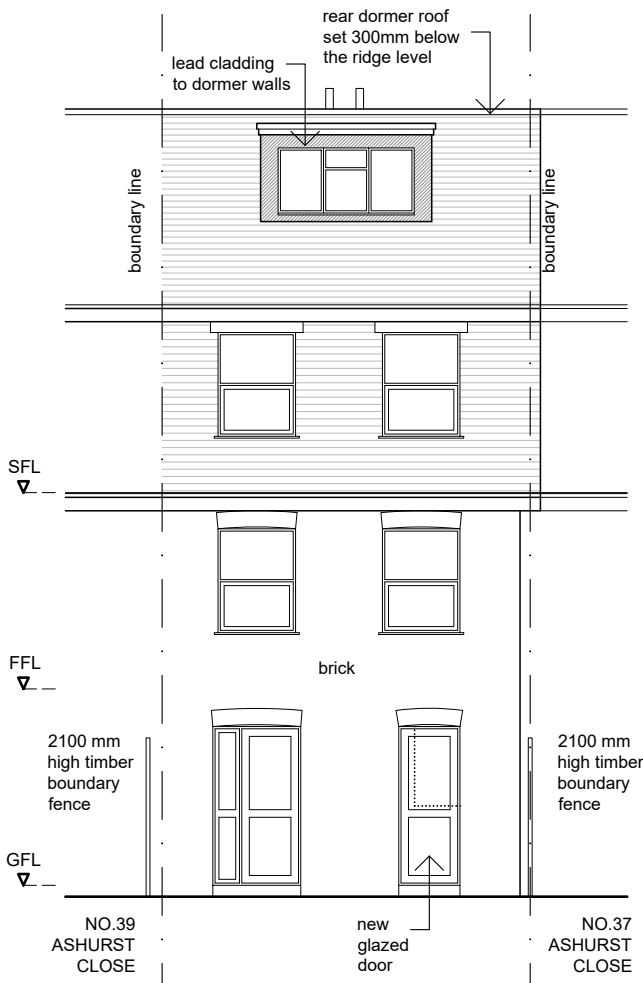 rear dormer roof
set 300mm below
the ridge level
lead cladding
to dormer walls
boundary line
boundary line
SFL
FFL
brick
2100 mm
high timber
boundary
fence
2100 mm
high timber
boundary
fence
GFL
NO.39
ASHURST
CLOSE
new
glazed
door
NO.37
ASHURST
CLOSE